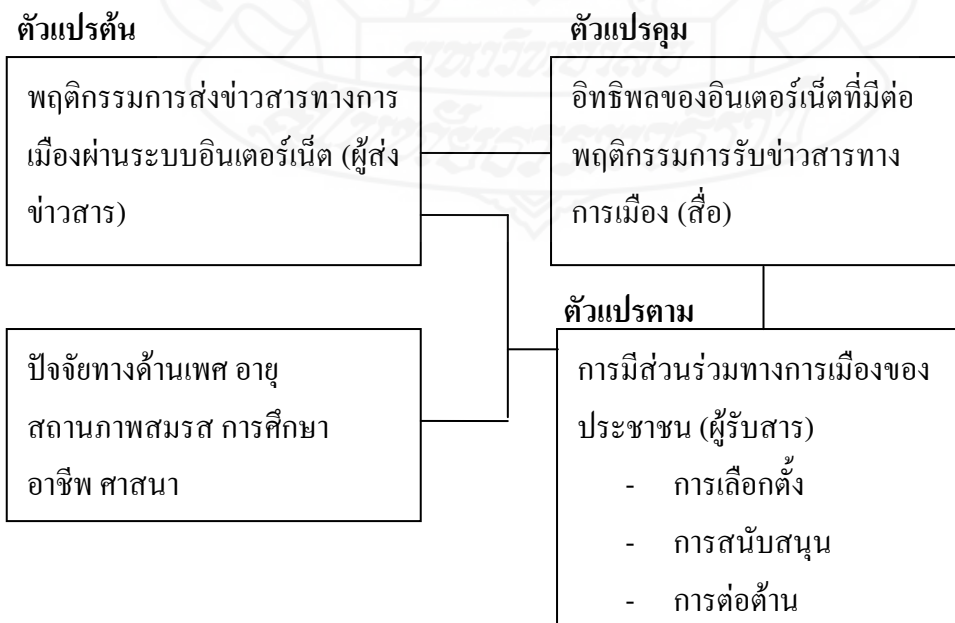 ตัวแปรต้น
พฤติกรรมการส่งข่าวสารทางการ
เมืองผ่านระบบอินเตอร์เน็ต (ผู้ส่ง
ข่าวสาร)
ตัวแปรคุม
อิทธิพลของอินเตอร์เน็ตที่มีต่อ
พฤติกรรมการรับข่าวสารทาง
การเมือง (สื่อ)
ปัจจัยทางด้านเพศ อายุ
สถานภาพสมรส การศึกษา
อาชีพ ศาสนา
ตัวแปรตาม
การมีส่วนร่วมทางการเมืองของ
ประชาชน (ผู้รับสาร)
- การเลือกตั้ง
- การสนับสนุน
- การต่อต้าน